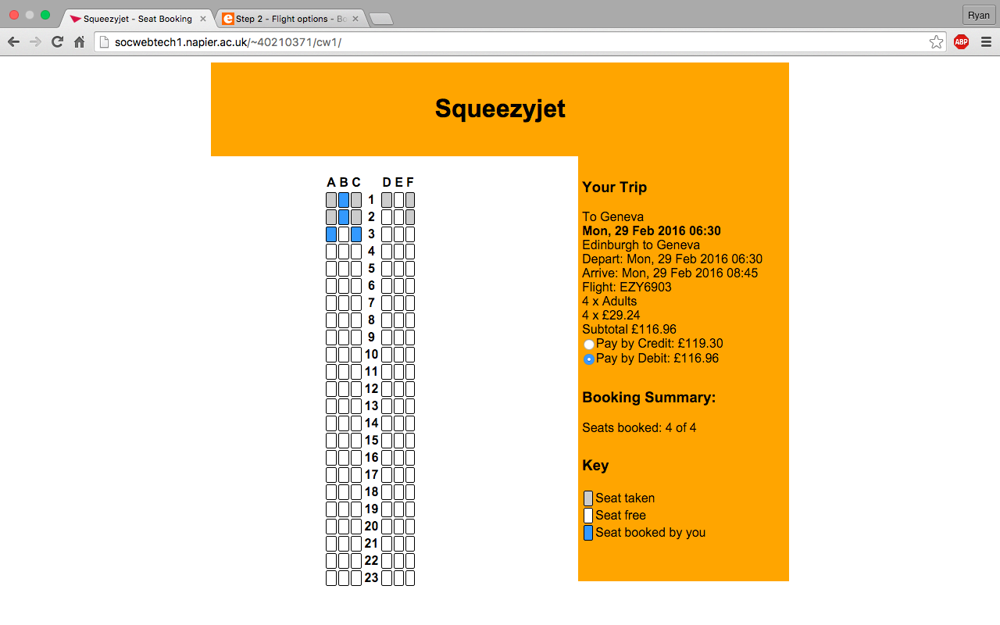 Squeezyjet - Seat Booking
Step 2 - Flight options - Bo
Ryan
socwebtech1.napier.ac.uk/~40210371/cw1/
ABP
Squeezyjet
A B C D E F
1
2
3
4
5
6
7
8
9
10
11
12
13
14
15
16
17
18
19
20
21
22
23
Your Trip
To Geneva
Mon, 29 Feb 2016 06:30
Edinburgh to Geneva
Depart: Mon, 29 Feb 2016 06:30
Arrive: Mon, 29 Feb 2016 08:45
Flight: EZY6903
4 x Adults
4 x £29.24
Subtotal £116.96
Pay by Credit: £119.30
Pay by Debit: £116.96
Booking Summary:
Seats booked: 4 of 4
Key
Seat taken
Seat free
Seat booked by you